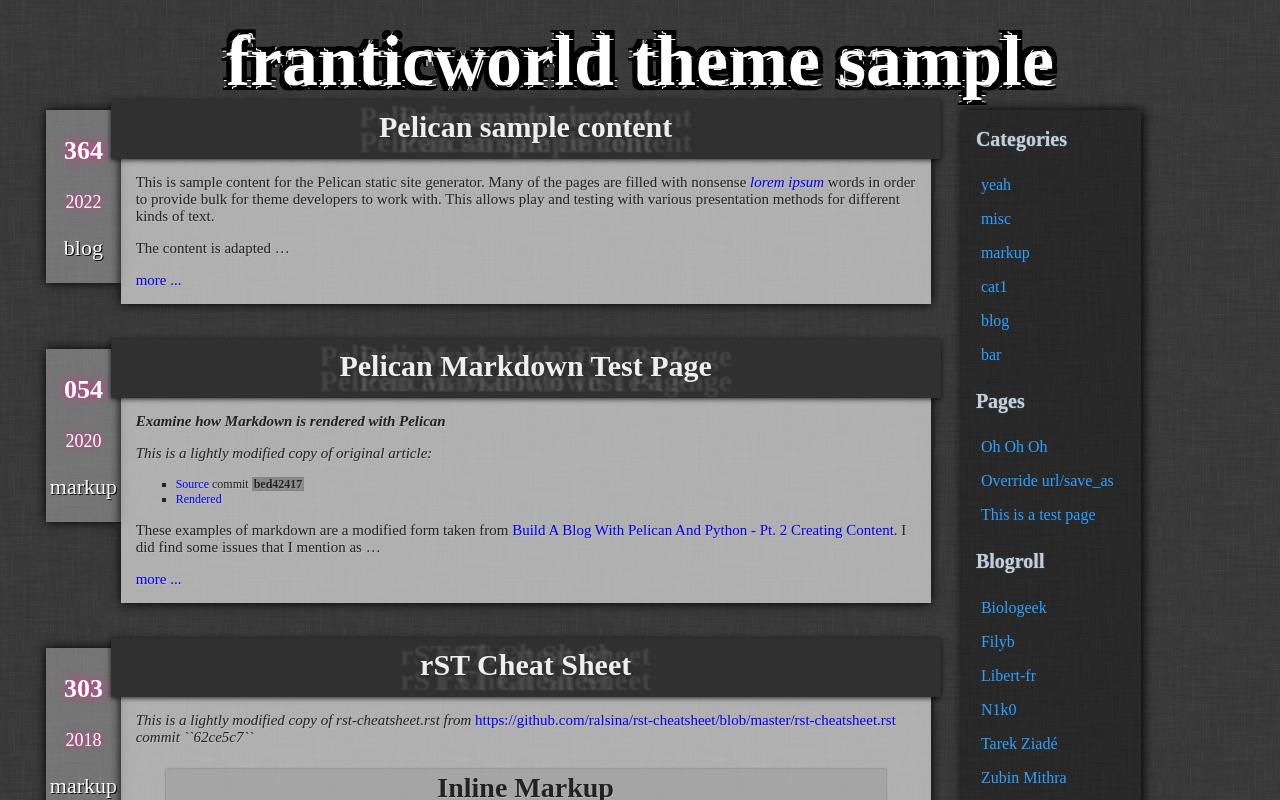 franticworld theme sample
364
2022
blog
Pelican sample content
This is sample content for the Pelican static site generator. Many of the pages are filled with nonsense lorem ipsum words in order
to provide bulk for theme developers to work with. This allows play and testing with various presentation methods for different
kinds of text.
The content is adapted …
more ...
054
2020
markup
Pelican Markdown Test Page
Examine how Markdown is rendered with Pelican
This is a lightly modified copy of original article:
Source commit bed42417
Rendered
These examples of markdown are a modified form taken from Build A Blog With Pelican And Python - Pt. 2 Creating Content. I
did find some issues that I mention as …
more ...
303
2018
markup
rST Cheat Sheet
This is a lightly modified copy of rst-cheatsheet.rst from https://github.com/ralsina/rst-cheatsheet/blob/master/rst-cheatsheet.rst
commit ``62ce5c7``
Inline Markup
Categories
yeah
misc
markup
cat1
blog
bar
Pages
Oh Oh Oh
Override url/save_as
This is a test page
Blogroll
Biologeek
Filyb
Libert-fr
N1k0
Tarek Ziadé
Zubin Mithra